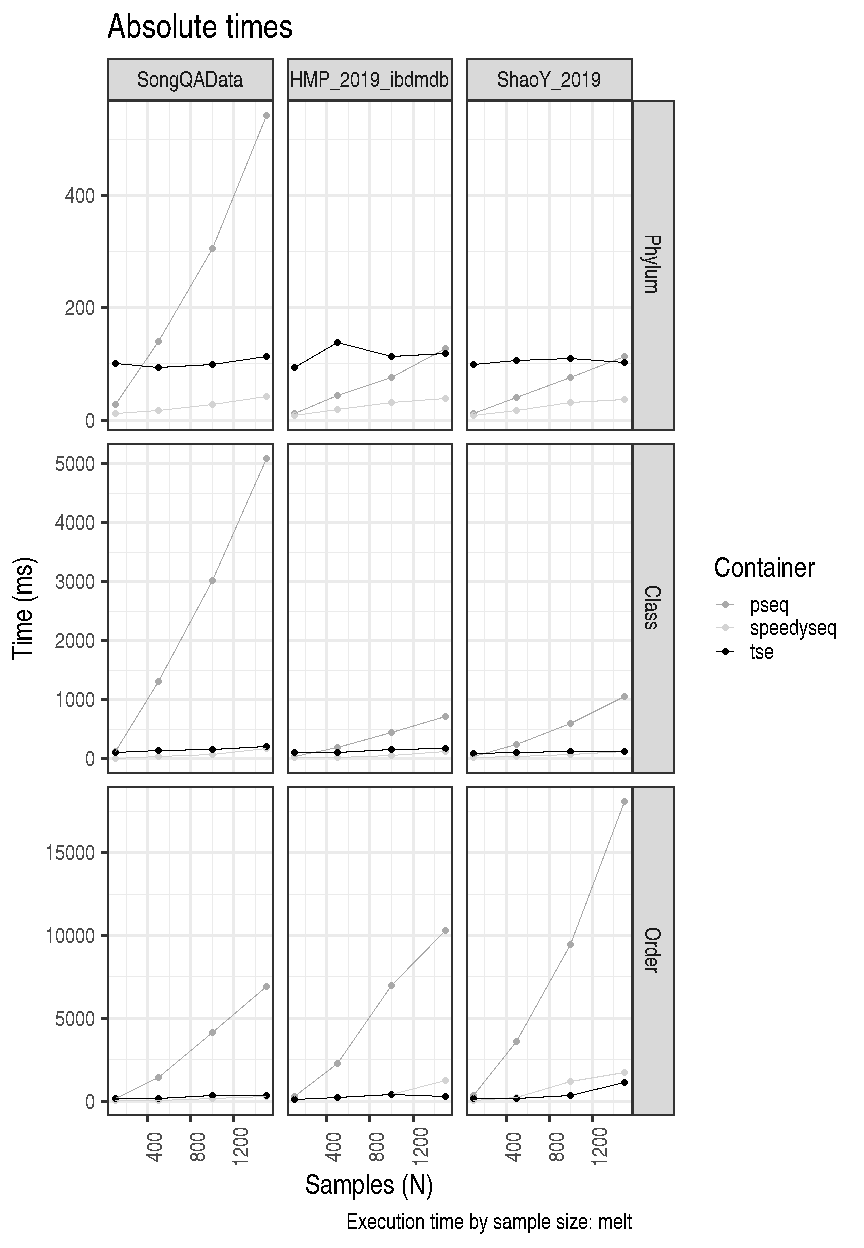 Absolute times
SongQAData HMP_2019_ibdmdb ShaoY_2019
400
200
0
Phylum
5000
4000
3000
2000
1000
0
Class
15000
10000
5000
0
Order
Time (ms)
400 800 1200 400 800 1200 400 800 1200
Samples (N)
Execution time by sample size: melt
Container
pseq
speedyseq
tse